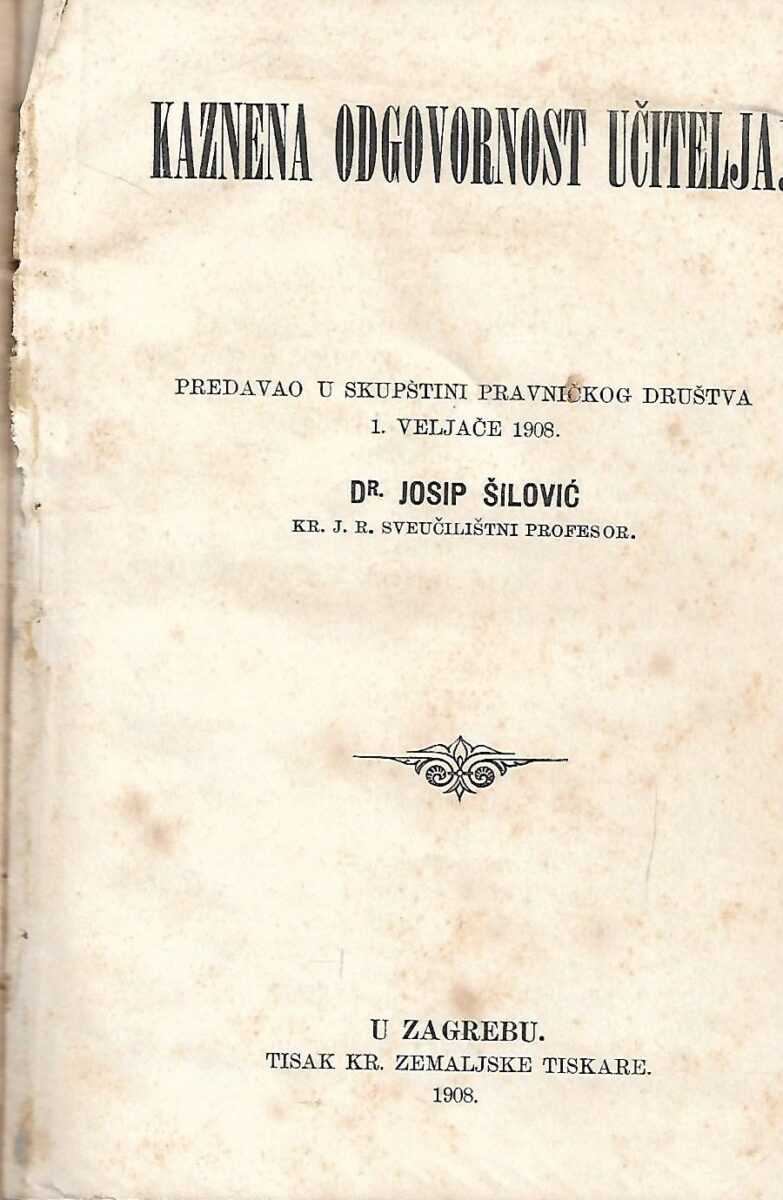 KAZNENA ODGOVORNOST UČITELJA.
PREDAVAO U SKUPŠTINI PRAVNIČKOG DRUŠTVA
1. VELJAČE 1908.
DR. JOSIP ŠILOVIĆ
KR. J. R. SVEUČILIŠTNI PROFESOR.
U ZAGREBU.
TISAK KR. ZEMALJSKE TISKARE.
1908.